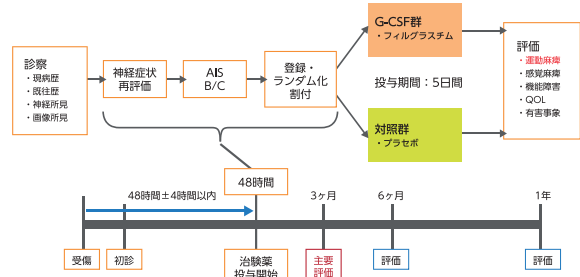 診察
・現病歴
・既往歴
・神経所見
・画像所見
神経症状
再評価
AIS
B/C
登録・
ランダム化
割付
G-CSF群
・フィルグラスチム
投与期間：5日間
対照群
・プラセボ
評価
・運動麻痺
・感覚麻痺
・機能障害
・QOL
・有害事象
48時間
48時間±4時間以内
3ヶ月
6ヶ月
1年
受傷
初診
治験薬
投与開始
主要
評価
評価
評価